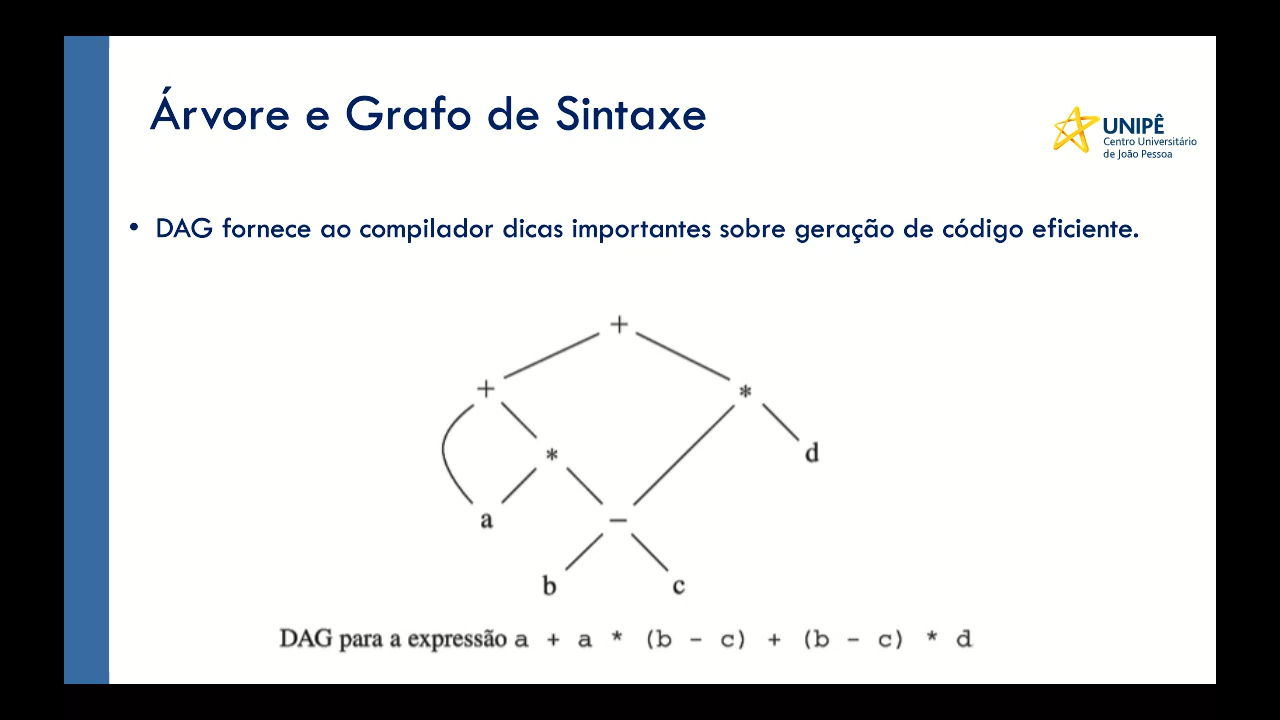 Árvore e Grafo de Sintaxe
UNIPÊ
Centro Universitário
de João Pessoa
• DAG fornece ao compilador dicas importantes sobre geração de código eficiente.
+
+ *
* d
a −
b c
DAG para a expressão a + a * (b − c) + (b − c) * d